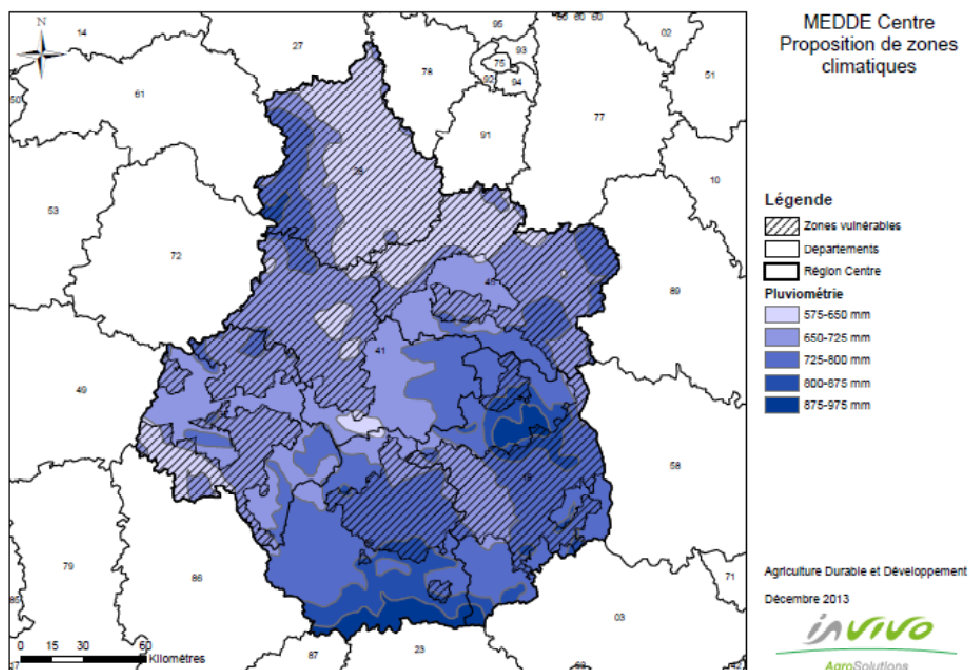 MEDDE Centre
Proposition de zones
climatiques
N
14
27
95
60
60
02
93
75
92
94
78
51
50
61
91
77
28
10
53
72
45
89
41
49
18
58
79
86
71
03
87
23
Légende
Zones vulnérables
Départements
Région Centre
Pluviométrie
575-650 mm
650-725 mm
725-800 mm
800-875 mm
875-975 mm
Agriculture Durable et Développement
Décembre 2013
invivo
AgroSolutions
0 15 30 60
Kilomètres